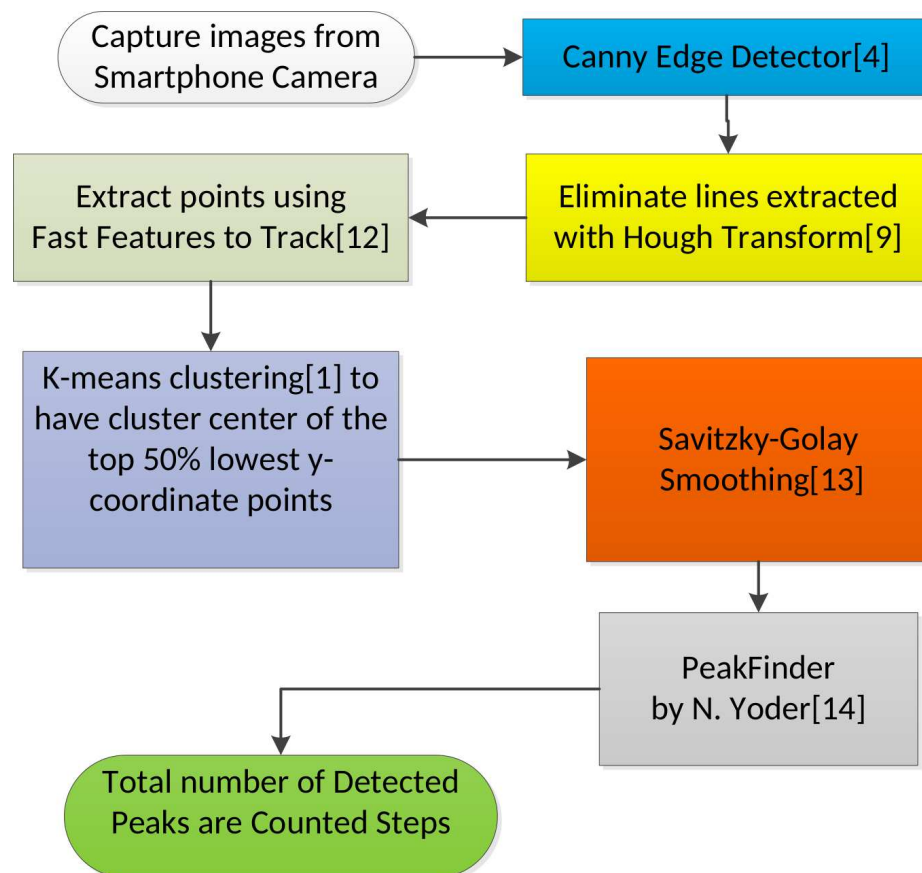 Capture images from
Smartphone Camera
Canny Edge Detector[4]
Eliminate lines extracted
with Hough Transform[9]
Extract points using
Fast Features to Track[12]
K-means clustering[1] to
have cluster center of the
top 50% lowest y-
coordinate points
Savitzky-Golay
Smoothing[13]
PeakFinder
by N. Yoder[14]
Total number of Detected
Peaks are Counted Steps